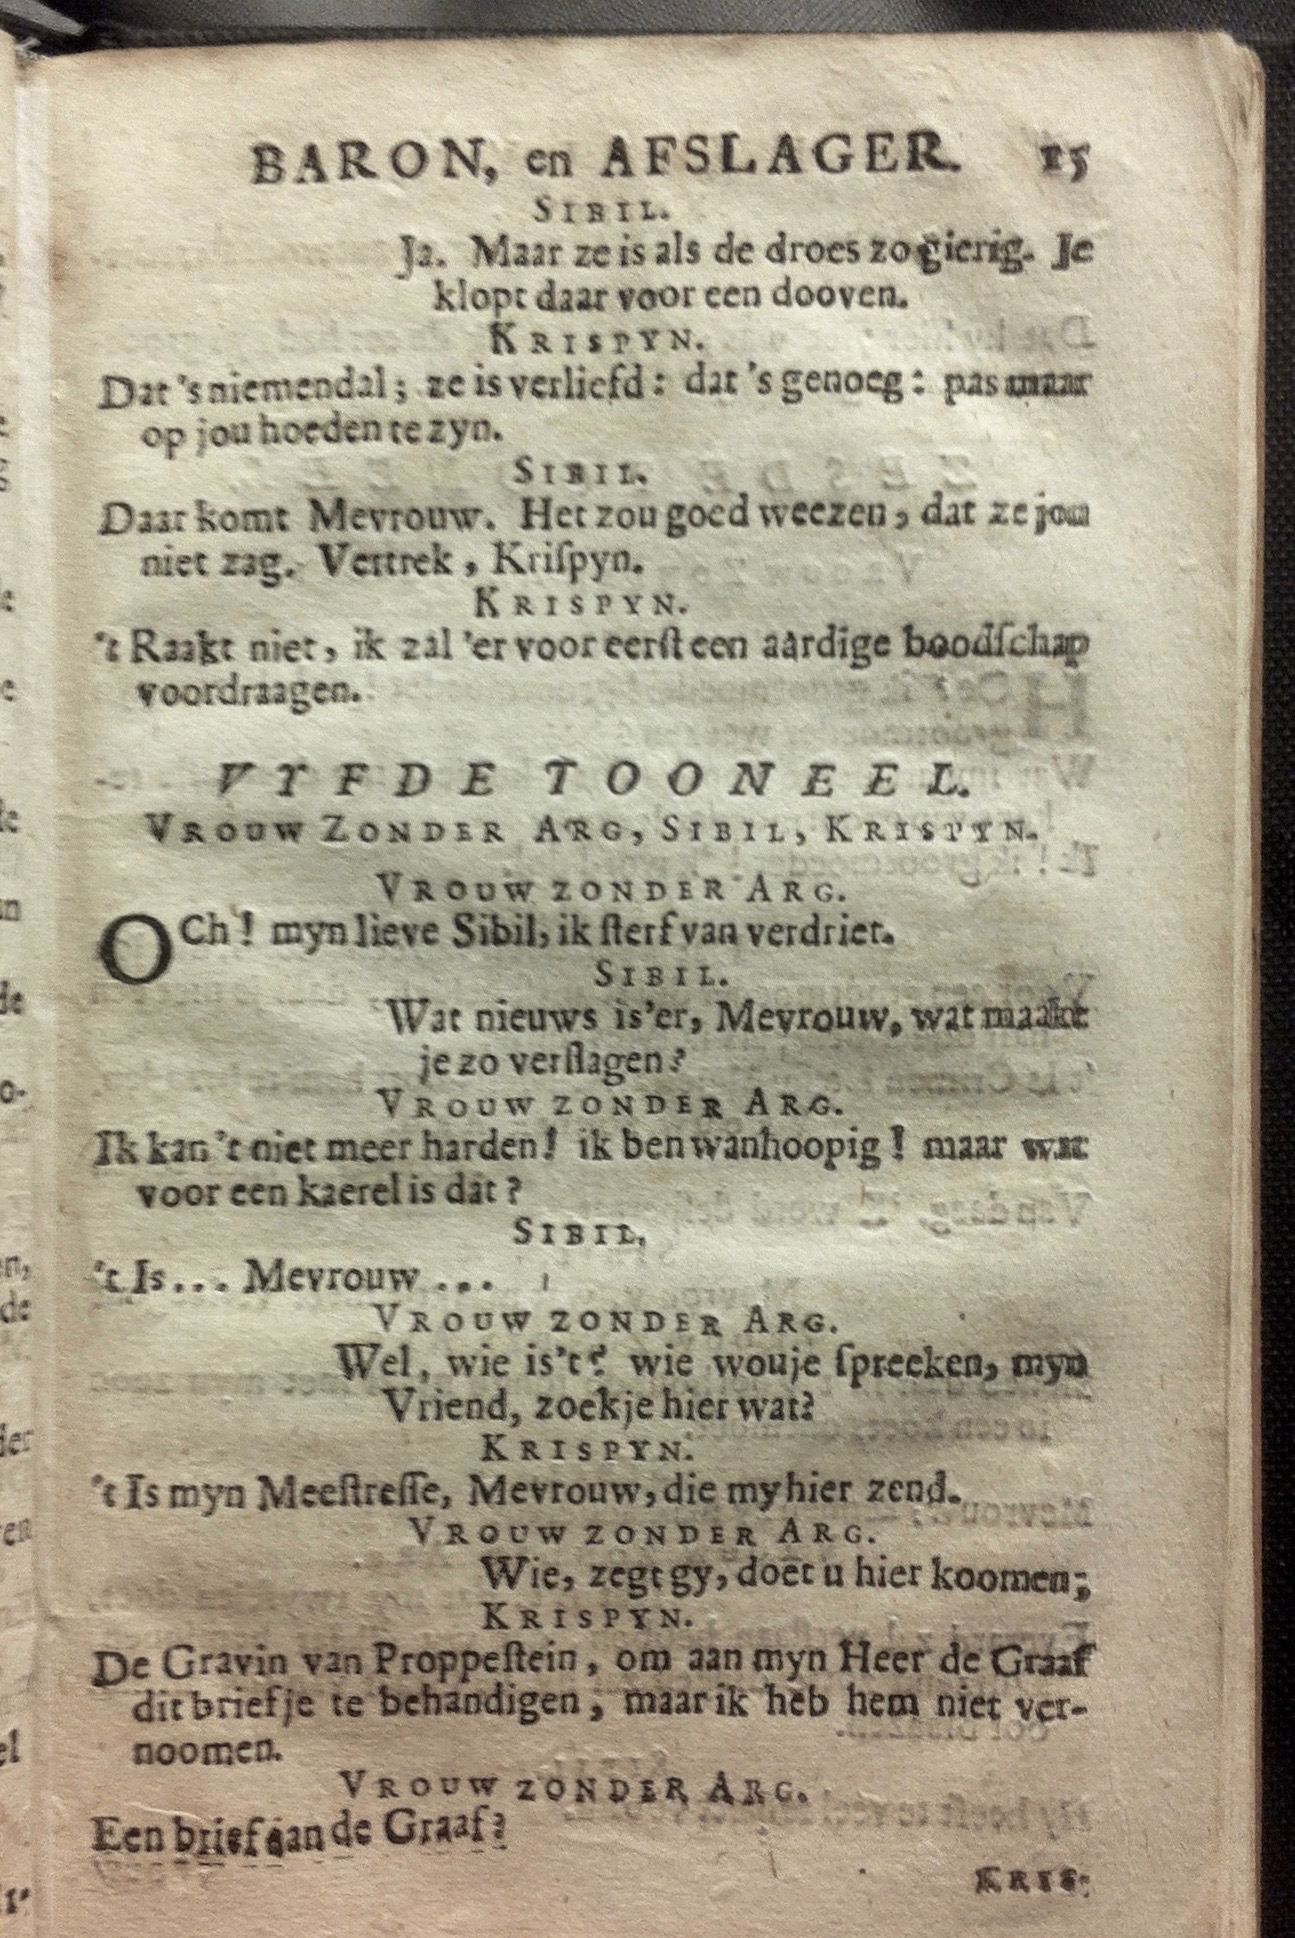 BARON, en AFSLAGER. 15
SIBIL.
Ja. Maar ze is als de droes zo gierig. Je
klopt daar voor een dooven.
KRISPYN.
Dat 's niemendal; ze is verliefd: dat 's genoeg: pas maar
op jou hoeden te zyn.
SIBIL.
Daar komt Mevrouw. Het zou goed weezen, dat ze jou
niet zag. Vertrek, Kriſpyn.
KRISPYN.
't Raakt niet, ik zal 'er voor eerſt een aardige boodſchap
voordraagen.
VYFDE TOONEEL.
VROUW ZONDER ARG, SIBIL, KRISPYN.
VROUW ZONDER ARG.
OCh! myn lieve Sibil, ik ſterf van verdriet.
SIBIL.
Wat nieuws is'er, Mevrouw, wat maakt
je zo verſlagen?
VROUW ZONDER ARG.
Ik kan 't niet meer harden! ik ben wanhoopig! maar wat
voor een kaerel is dat?
SIBIL.
't Is... Mevrouw...
VROUW ZONDER ARG.
Wel, wie is't? wie wouje ſpreeken, myn
Vriend, zoekje hier wat?
KRISPYN.
't Is myn Meeſtreſſe, Mevrouw, die my hier zend.
VROUW ZONDER ARG.
Wie, zegt gy, doet u hier koomen;
KRISPYN.
De Gravin van Proppeſtein, om aan myn Heer de Graaf
dit briefje te behandigen, maar ik heb hem niet ver-
noomen.
VROUW ZONDER ARG.
Een brief aan de Graaf?
KRIS-